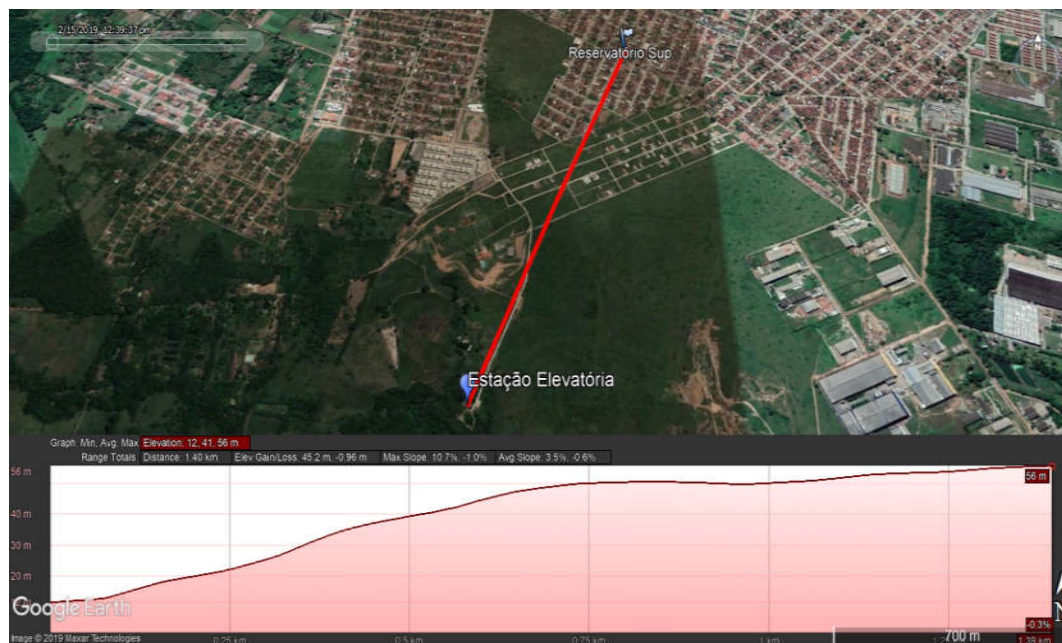 2/15/2019 12:39:37 pm
Reservatório Sup
N
Estação Elevatória
Graph: Min, Avg, Max Elevation: 12, 41, 56 m
Range Totals: Distance: 1.40 km Elev Gain/Loss: 45.2 m, -0.96 m Max Slope: 10.7%, -1.0% Avg Slope: 3.5%, -0.6%
56 m
56 m
40 m
30 m
20 m
Google Earth
Image © 2019 Maxar Technologies
0.25 km
0.5 km
0.75 km
1 km
700 m
-0.3%
1.39 km